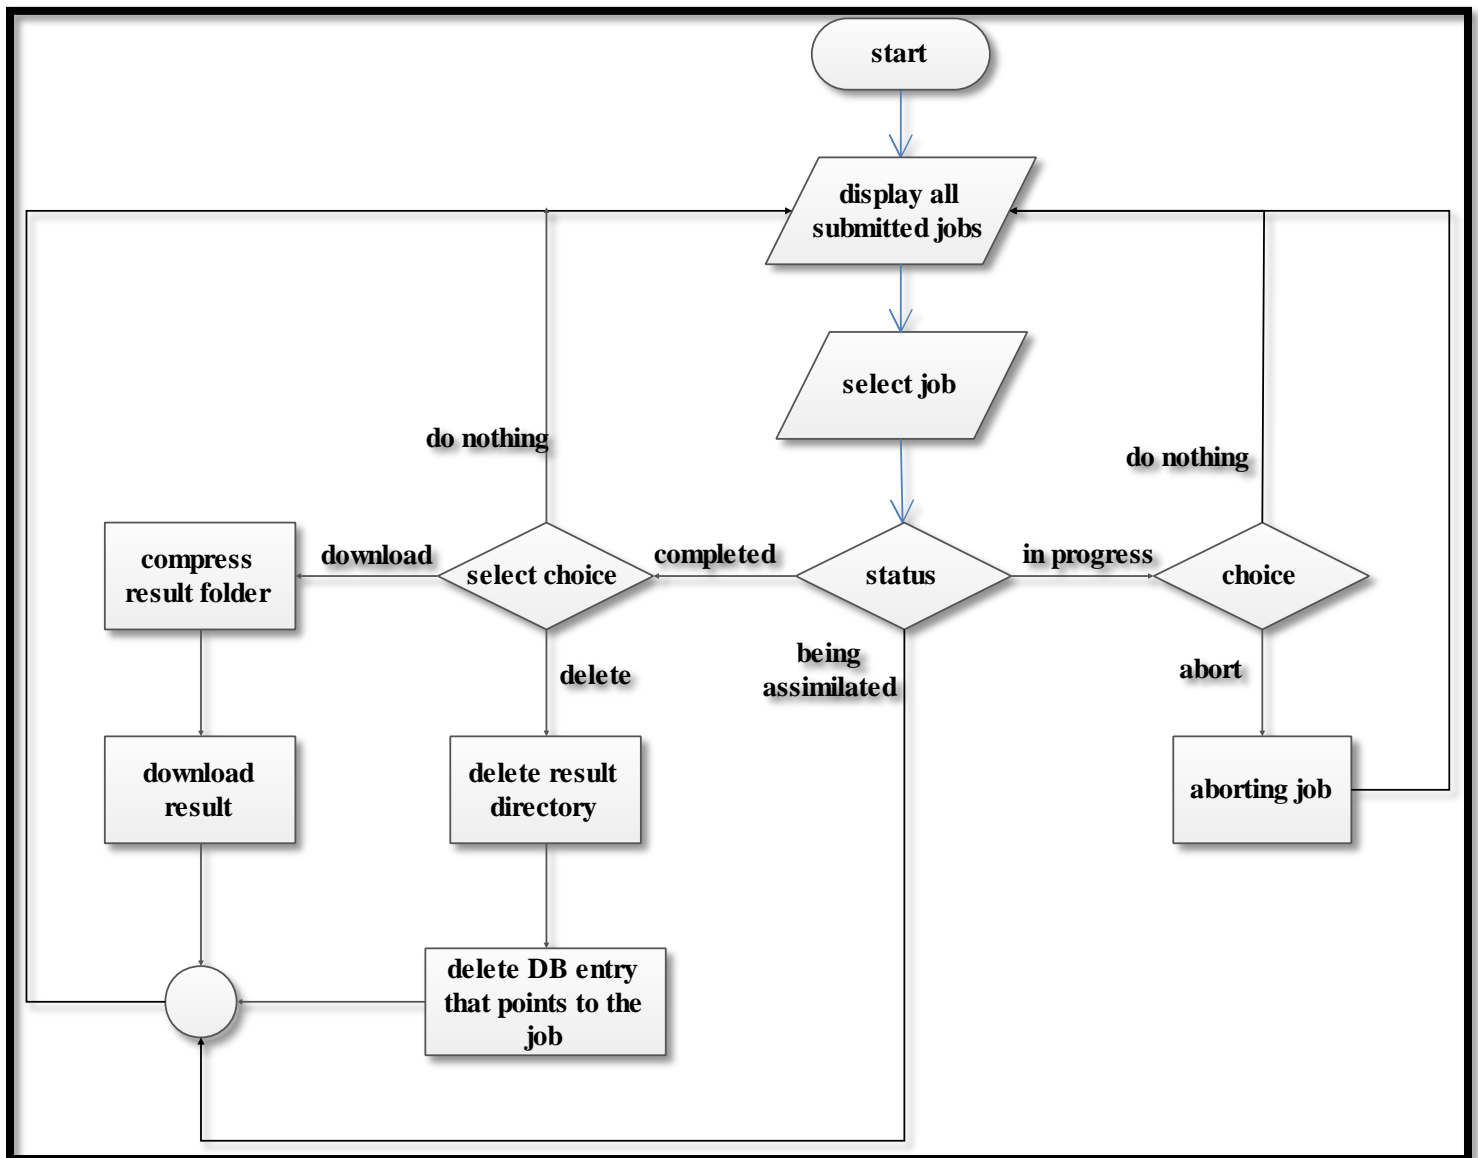 start
display all
submitted jobs
select job
do nothing
do nothing
compress
result folder
download
select choice
completed
status
in progress
choice
delete
being
assimilated
abort
download
result
delete result
directory
aborting job
delete DB entry
that points to the
job